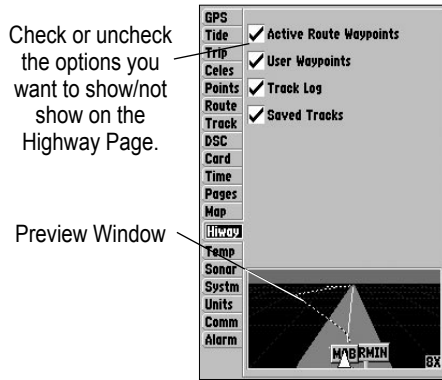 Check or uncheck
the options you
want to show/not
show on the
Highway Page.
Preview Window
GPS
Tide
Trip
Celes
Points
Route
Track
DSC
Card
Time
Pages
Map
Hiway
Temp
Sonar
Systm
Units
Comm
Alarm
Active Route Waypoints
User Waypoints
Track Log
Saved Tracks
MOB RMIN
8X